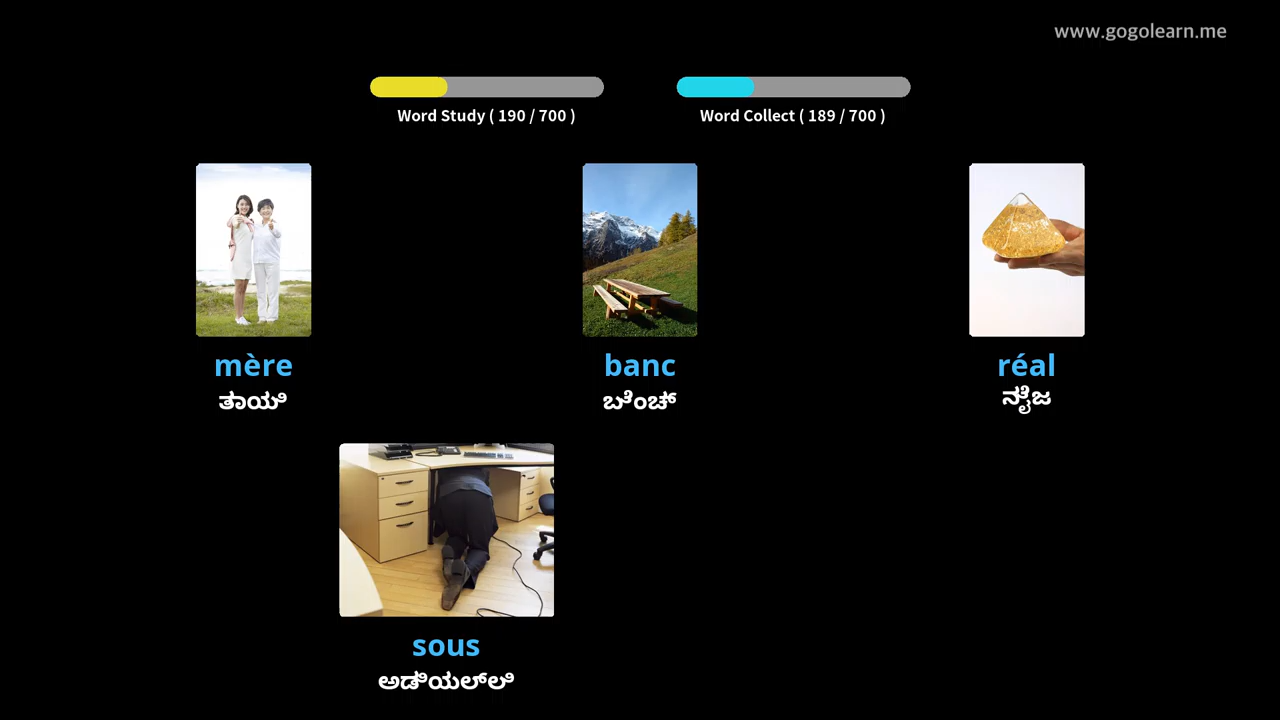 www.gogolearn.me
Word Study ( 190 / 700 )
Word Collect ( 189 / 700 )
mère
ತಾಯಿ
banc
ಬೆಂಚ್
réal
ನೈಜ
sous
ಅಡಿಯಲ್ಲಿ